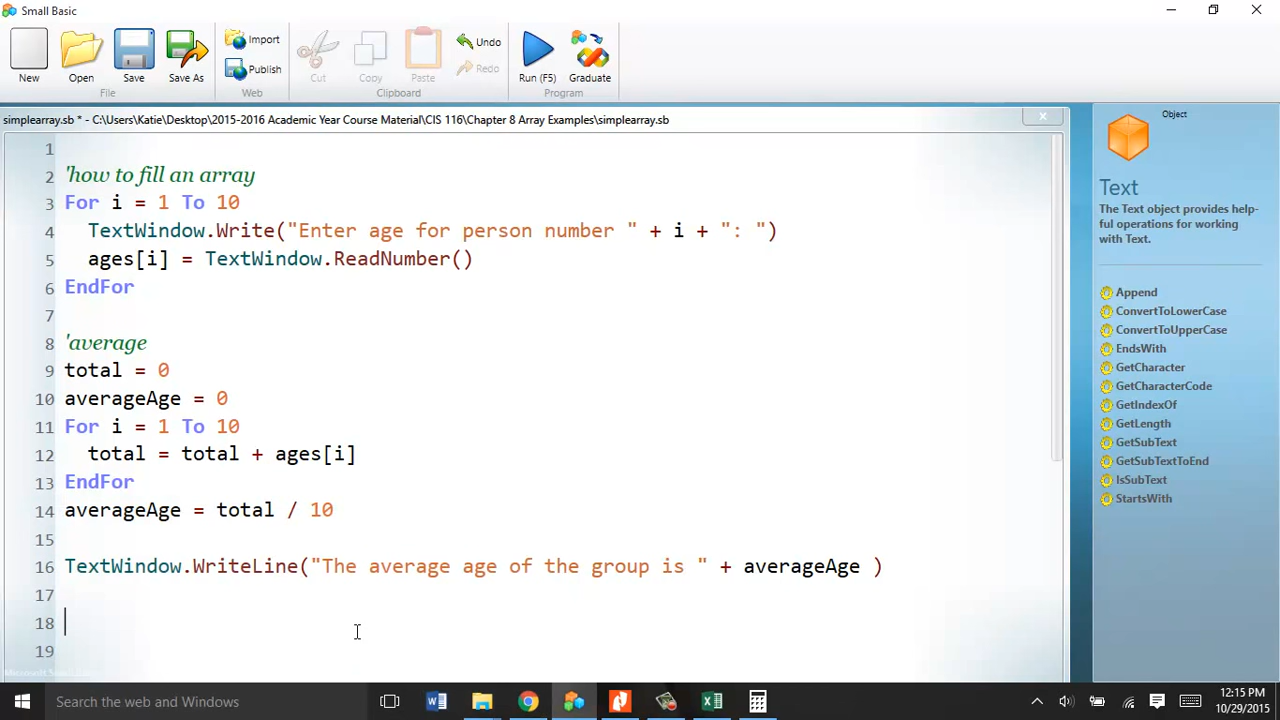 Small Basic
New
Open
Save
Save As
Import
Publish
Cut
Copy
Paste
Undo
Redo
Run (F5)
Graduate
File
Web
Clipboard
Program
simplearray.sb * - C:\Users\Katie\Desktop\2015-2016 Academic Year Course Material\CIS 116\Chapter 8 Array Examples\simplearray.sb
1
2 'how to fill an array
3 For i = 1 To 10
4 TextWindow.Write("Enter age for person number " + i + ": ")
5 ages[i] = TextWindow.ReadNumber()
6 EndFor
7
8 'average
9 total = 0
10 averageAge = 0
11 For i = 1 To 10
12 total = total + ages[i]
13 EndFor
14 averageAge = total / 10
15
16 TextWindow.WriteLine("The average age of the group is " + averageAge )
17
18
19
Object
Text
The Text object provides help-
ful operations for working
with Text.
Append
ConvertToLowerCase
ConvertToUpperCase
EndsWith
GetCharacter
GetCharacterCode
GetIndexOf
GetLength
GetSubText
GetSubTextToEnd
IsSubText
StartsWith
Search the web and Windows
12:15 PM
10/29/2015